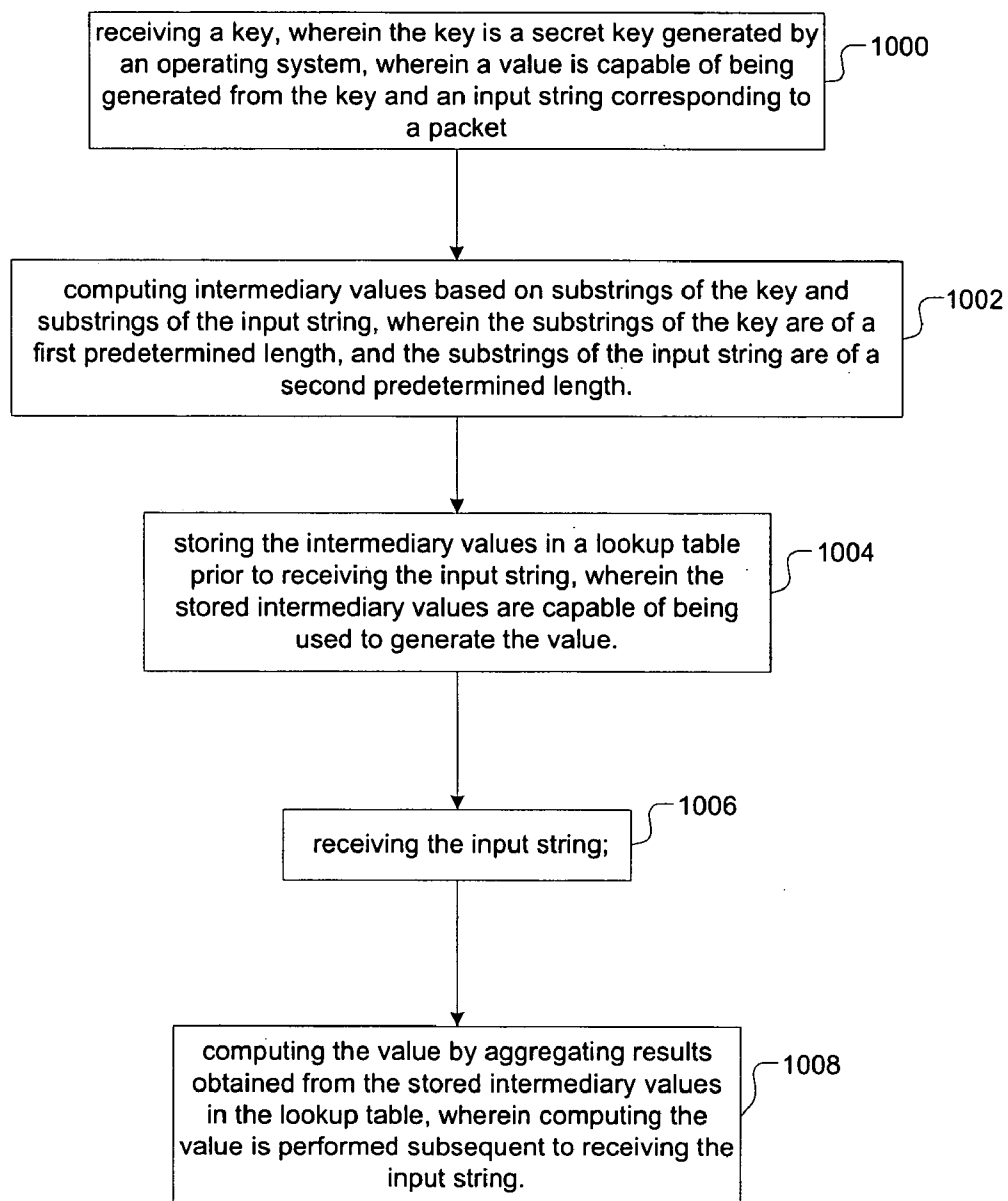 receiving a key, wherein the key is a secret key generated by
an operating system, wherein a value is capable of being
generated from the key and an input string corresponding to
a packet
1000
computing intermediary values based on substrings of the key and
substrings of the input string, wherein the substrings of the key are of a
first predetermined length, and the substrings of the input string are of a
second predetermined length.
1002
storing the intermediary values in a lookup table
prior to receiving the input string, wherein the
stored intermediary values are capable of being
used to generate the value.
1004
receiving the input string;
1006
computing the value by aggregating results
obtained from the stored intermediary values
in the lookup table, wherein computing the
value is performed subsequent to receiving the
input string.
1008